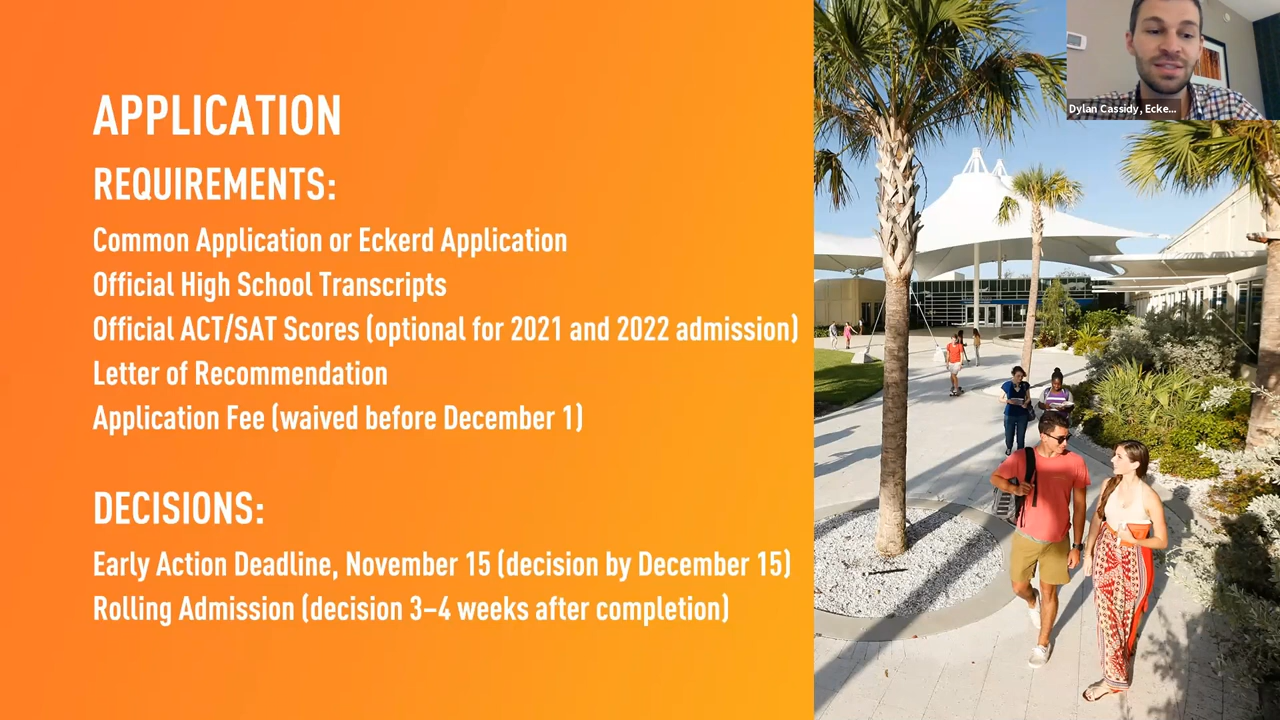 APPLICATION
REQUIREMENTS:
Common Application or Eckerd Application
Official High School Transcripts
Official ACT/SAT Scores (optional for 2021 and 2022 admission)
Letter of Recommendation
Application Fee (waived before December 1)
DECISIONS:
Early Action Deadline, November 15 (decision by December 15)
Rolling Admission (decision 3–4 weeks after completion)
Dylan Cassidy, Ecke...